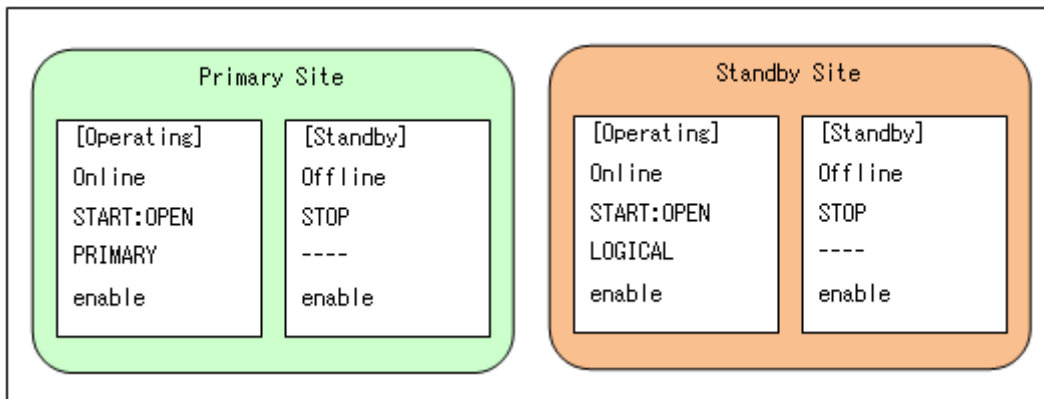 Primary Site
[Operating]
Online
START:OPEN
PRIMARY
enable
[Standby]
Offline
STOP
----
enable
Standby Site
[Operating]
Online
START:OPEN
LOGICAL
enable
[Standby]
Offline
STOP
----
enable